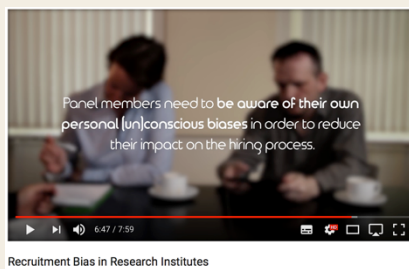 Panel members need to be aware of their own
personal (un)conscious biases in order to reduce
their impact on the hiring process.
6:47 / 7:59
Recruitment Bias in Research Institutes